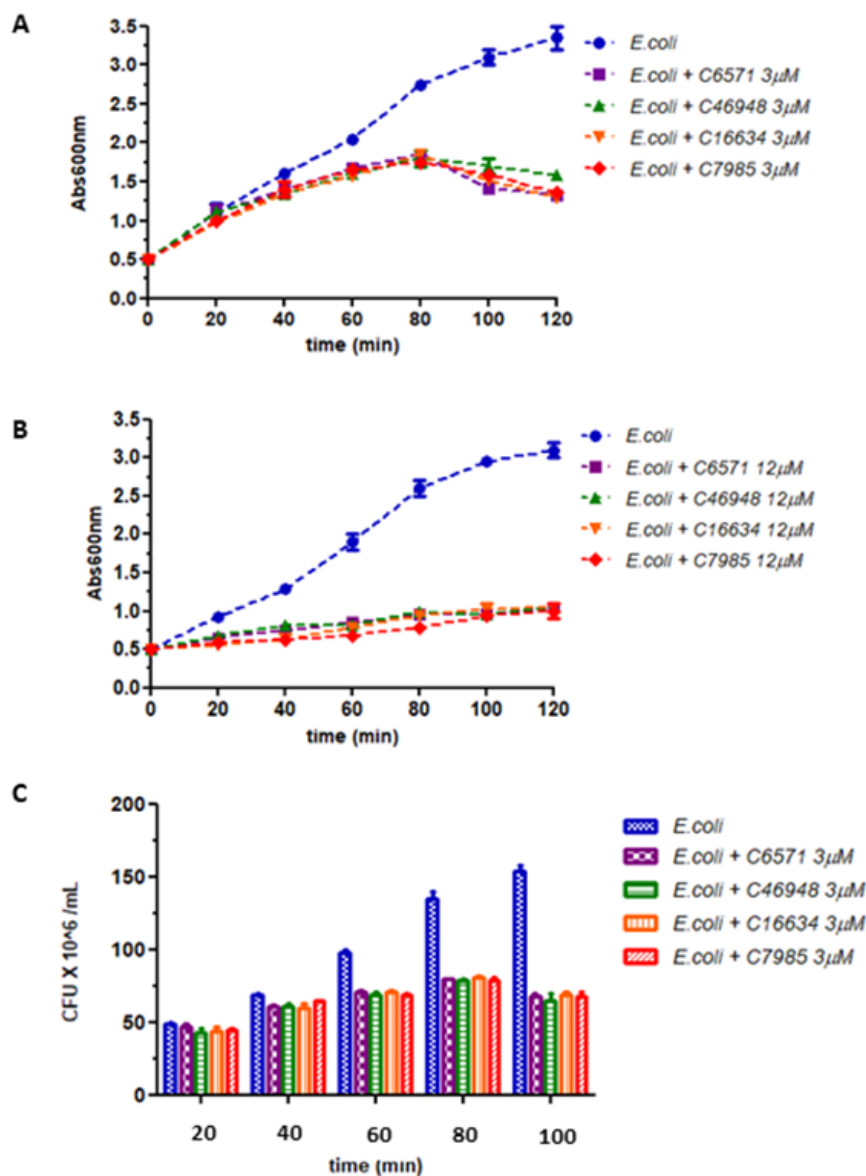 A
3.5
3.0
2.5
2.0
1.5
1.0
0.5
0.0
Abs600nm
0 20 40 60 80 100 120
time (min)
E.coli
E.coli + C6571 3µM
E.coli + C46948 3µM
E.coli + C16634 3µM
E.coli + C7985 3µM
B
3.5
3.0
2.5
2.0
1.5
1.0
0.5
0.0
Abs600nm
0 20 40 60 80 100 120
time (min)
E.coli
E.coli + C6571 12µM
E.coli + C46948 12µM
E.coli + C16634 12µM
E.coli + C7985 12µM
C
200
150
100
50
0
CFU X 10^6 /mL
20 40 60 80 100
time (min)
E.coli
E.coli + C6571 3µM
E.coli + C46948 3µM
E.coli + C16634 3µM
E.coli + C7985 3µM